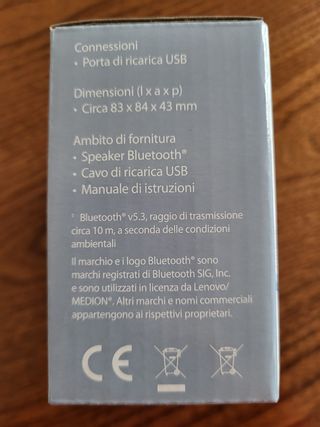 Connessioni
• Porta di ricarica USB
Dimensioni (l x a x p)
• Circa 83 x 84 x 43 mm
Ambito di fornitura
• Speaker Bluetooth®
• Cavo di ricarica USB
• Manuale di istruzioni
¹ Bluetooth® v5.3, raggio di trasmissione
circa 10 m, a seconda delle condizioni
ambientali
Il marchio e i logo Bluetooth® sono
marchi registrati di Bluetooth SIG, Inc.
e sono utilizzati in licenza da Lenovo/
MEDION®. Altri marchi e nomi commerciali
appartengono ai rispettivi proprietari.
CE